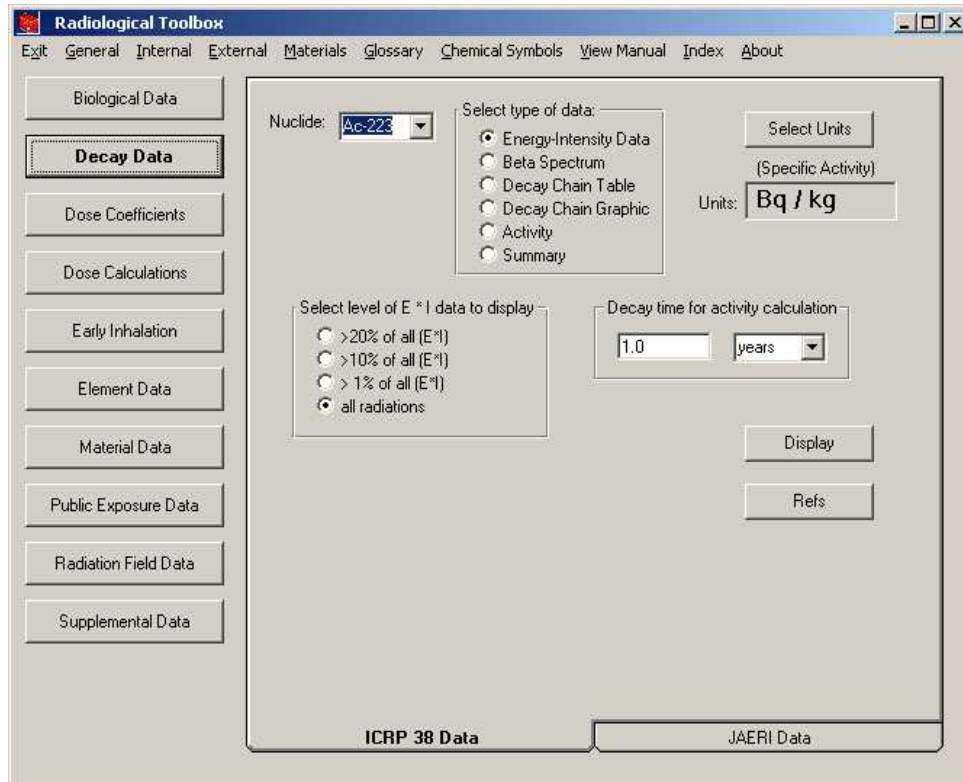 Radiological Toolbox
Exit General Internal External Materials Glossary Chemical Symbols View Manual Index About
Biological Data
Decay Data
Dose Coefficients
Dose Calculations
Early Inhalation
Element Data
Material Data
Public Exposure Data
Radiation Field Data
Supplemental Data
Nuclide: Ac-223
Select type of data:
Energy-Intensity Data
Beta Spectrum
Decay Chain Table
Decay Chain Graphic
Activity
Summary
Select Units
(Specific Activity)
Units: Bq / kg
Select level of E * I data to display
>20% of all (E*I)
>10% of all (E*I)
> 1% of all (E*I)
all radiations
Decay time for activity calculation
1.0 years
Display
Refs
ICRP 38 Data
JAERI Data